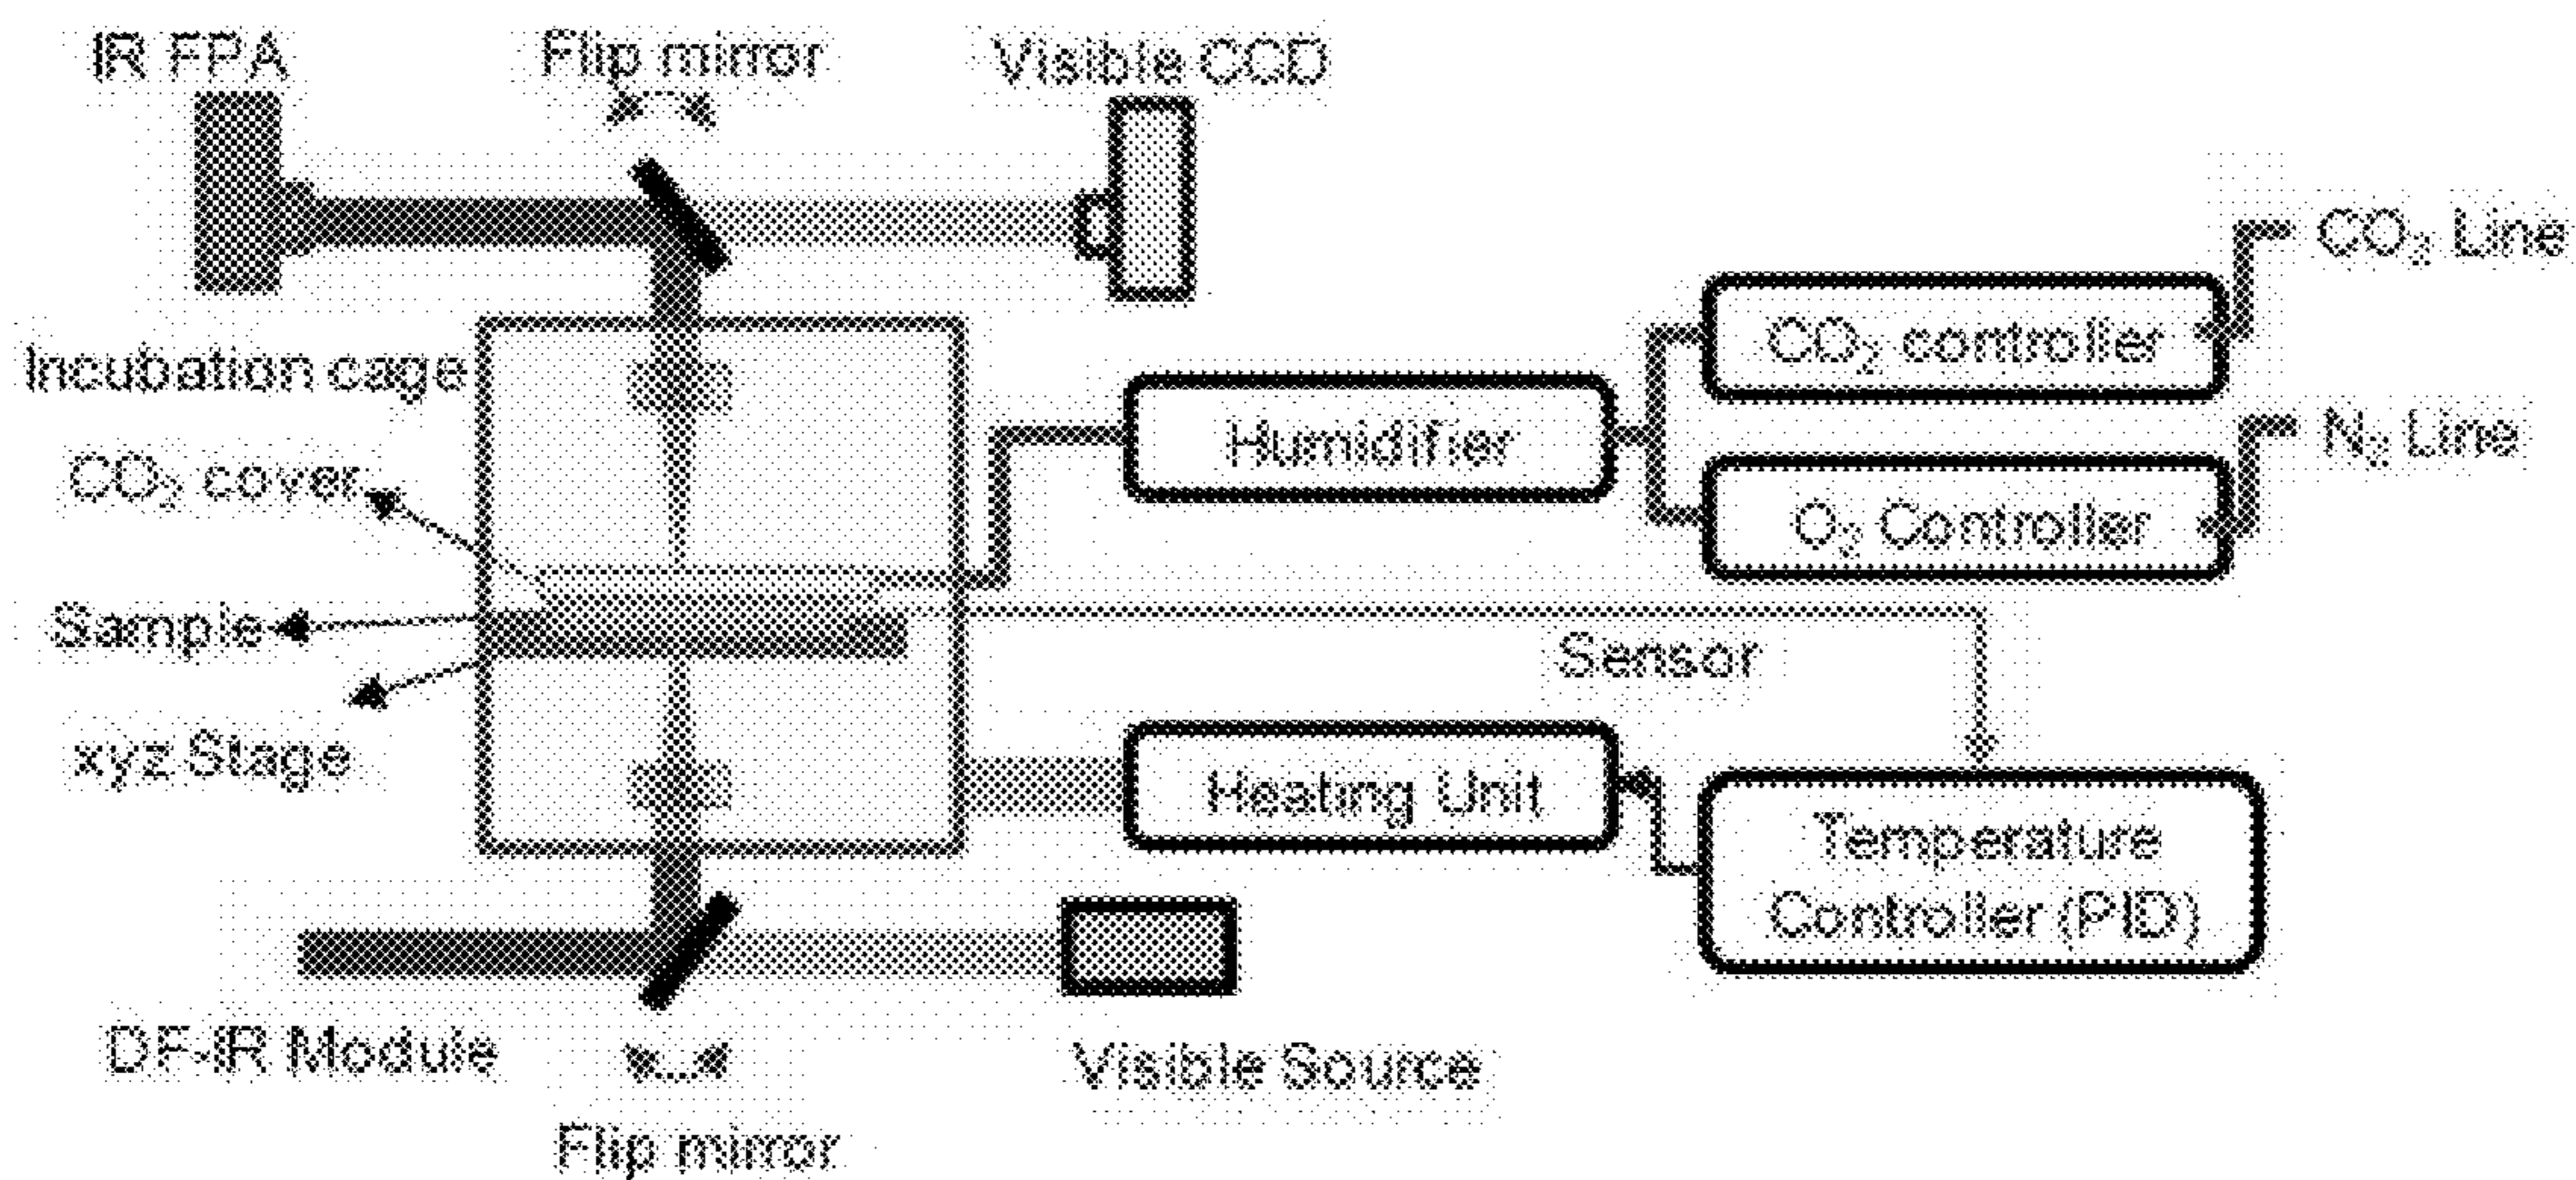 IR FPA
Flip mirror
Visible CCD
CO₂ Line
CO₂ controller
Incubation cage
Humidifier
N₂ Line
CO₂ cover
O₂ Controller
Sample
Sensor
xyz Stage
Heating Unit
Temperature
Controller (PID)
DF-IR Module
Visible Source
Flip mirror